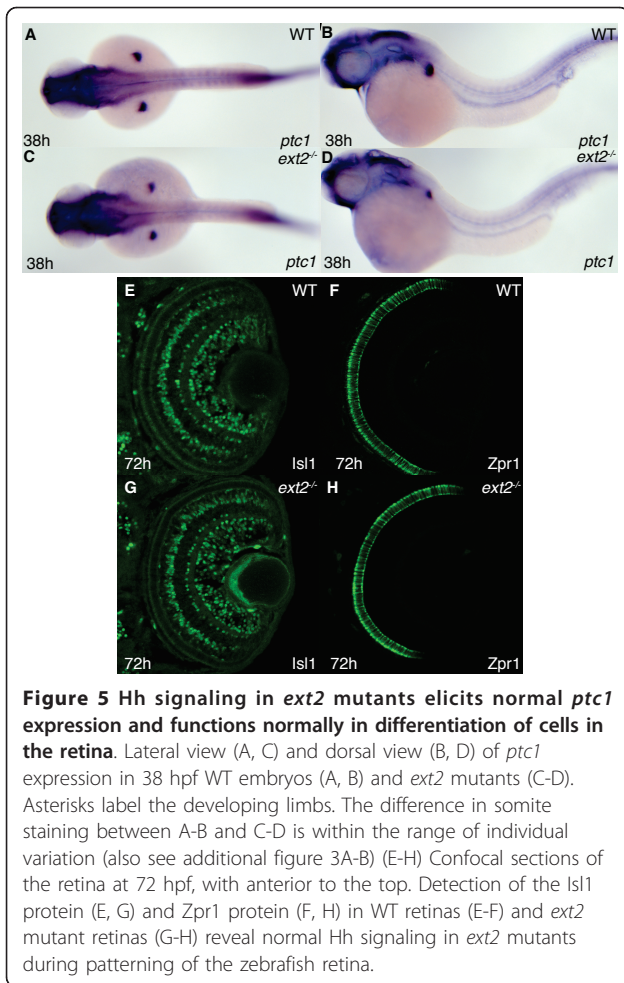 A WT B WT
38h ptc1 38h ptc1
C ext2-/- D ext2-/-
38h ptc1 38h ptc1
E WT F WT
72h Isl1 72h Zpr1
G ext2-/- H ext2-/-
72h Isl1 72h Zpr1
Figure 5 Hh signaling in ext2 mutants elicits normal ptc1
expression and functions normally in differentiation of cells in
the retina. Lateral view (A, C) and dorsal view (B, D) of ptc1
expression in 38 hpf WT embryos (A, B) and ext2 mutants (C-D).
Asterisks label the developing limbs. The difference in somite
staining between A-B and C-D is within the range of individual
variation (also see additional figure 3A-B) (E-H) Confocal sections of
the retina at 72 hpf, with anterior to the top. Detection of the Isl1
protein (E, G) and Zpr1 protein (F, H) in WT retinas (E-F) and ext2
mutant retinas (G-H) reveal normal Hh signaling in ext2 mutants
during patterning of the zebrafish retina.